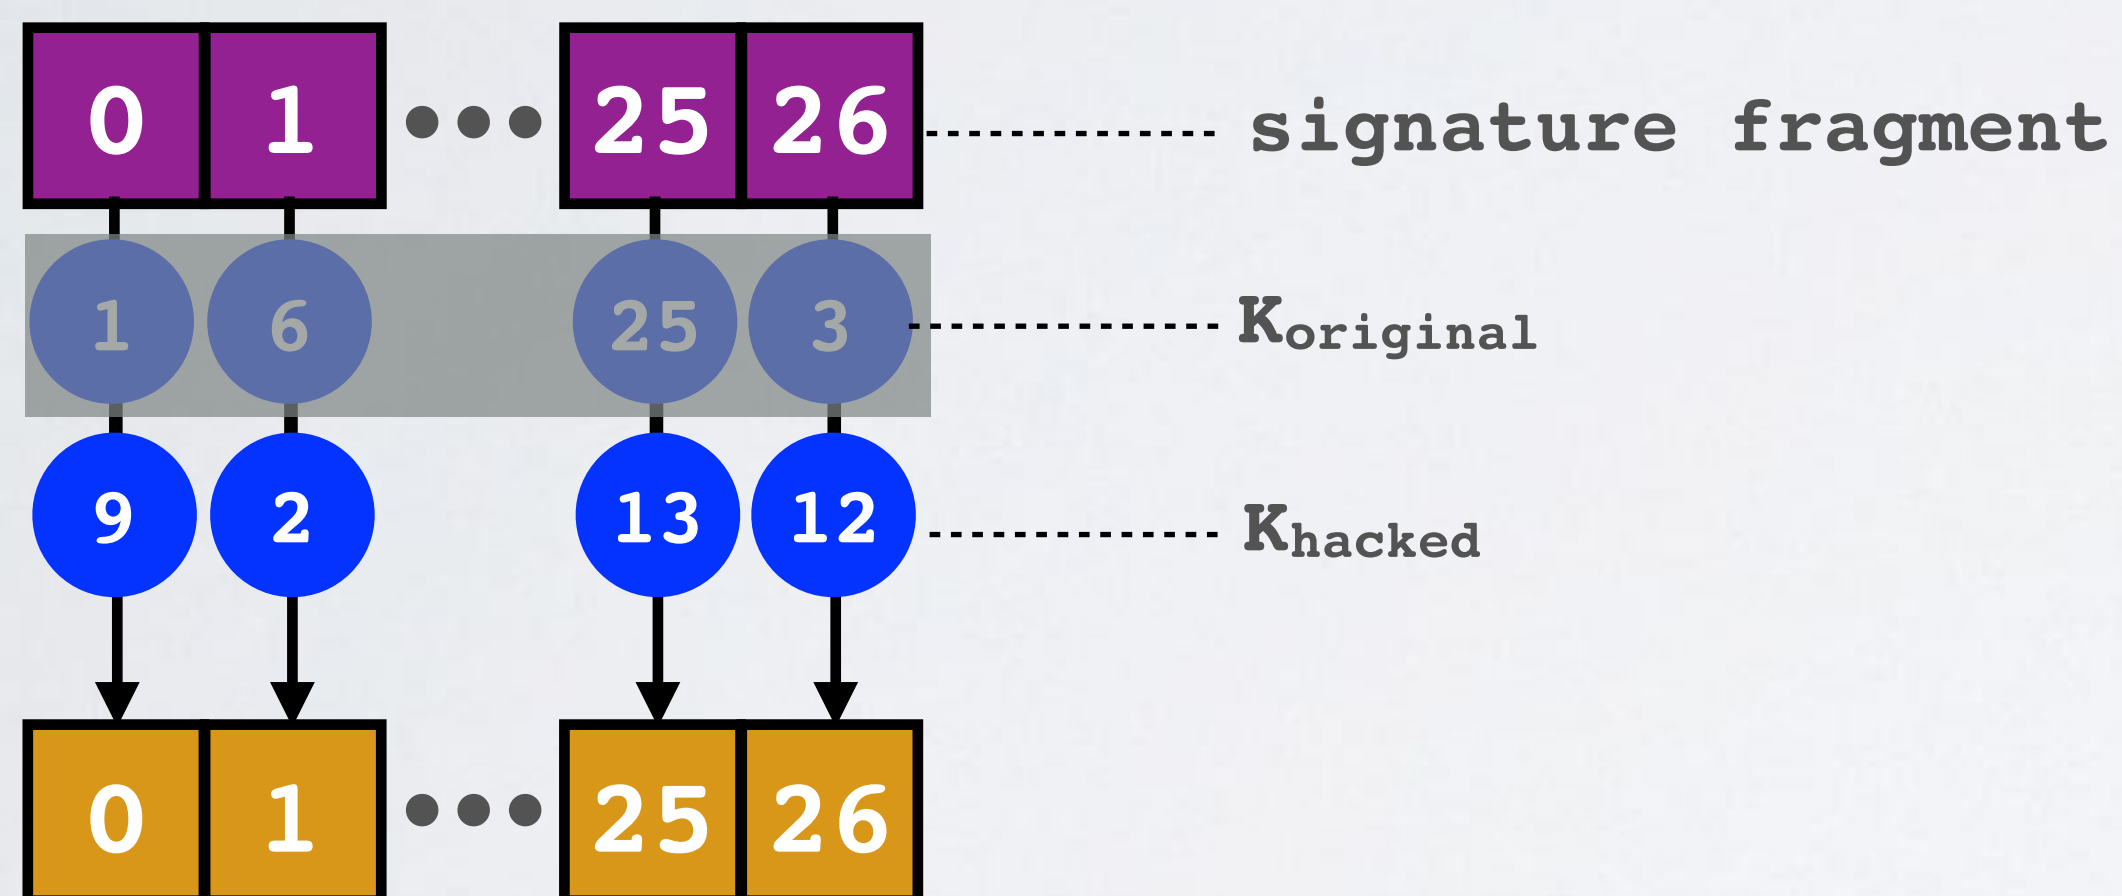 0 1 ••• 25 26 signature fragment
1 6 25 3 Koriginal
9 2 13 12 Khacked
0 1 ••• 25 26